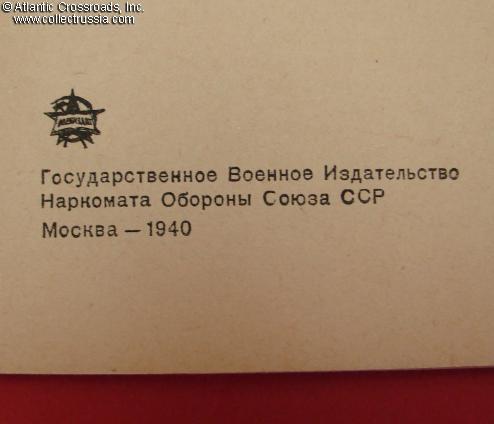 © Atlantic Crossroads, Inc.
www.collectrussia.com
Государственное Военное Издательство
Наркомата Обороны Союза ССР
Москва — 1940